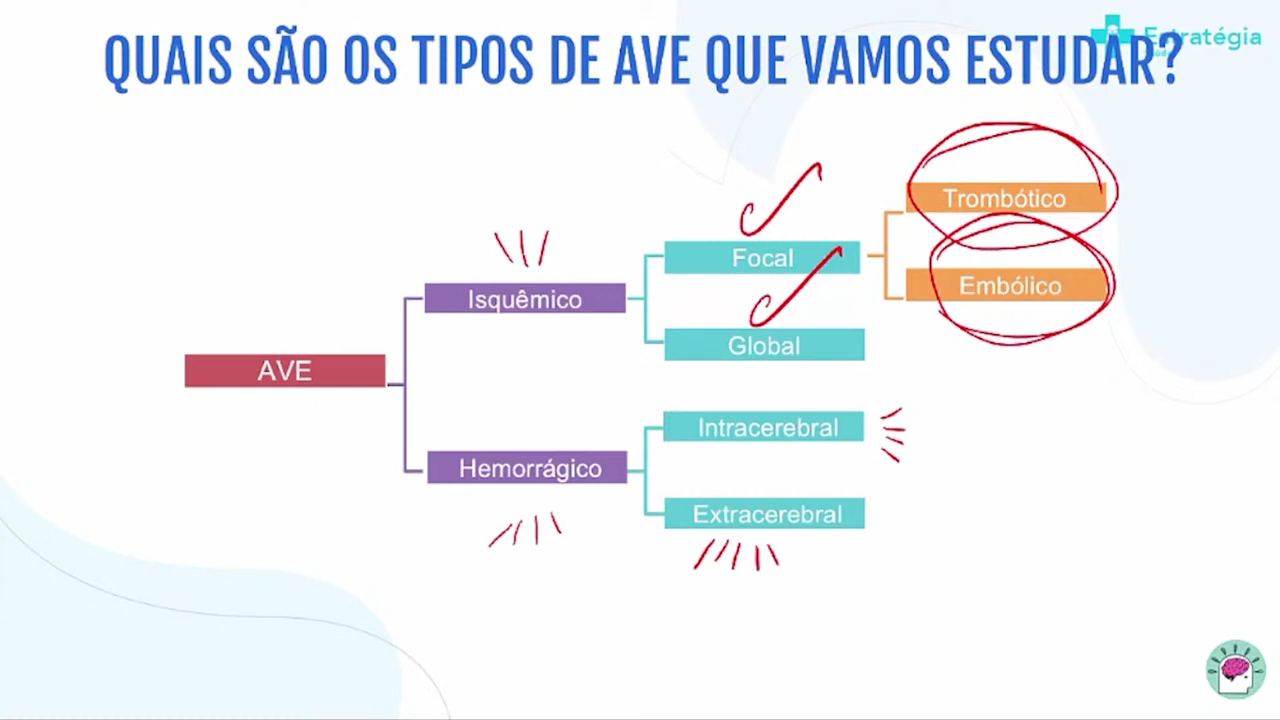 QUAIS SÃO OS TIPOS DE AVE QUE VAMOS ESTUDAR?
Estratégia
Trombótico
Focal
Embólico
Isquêmico
Global
AVE
Intracerebral
Hemorrágico
Extracerebral